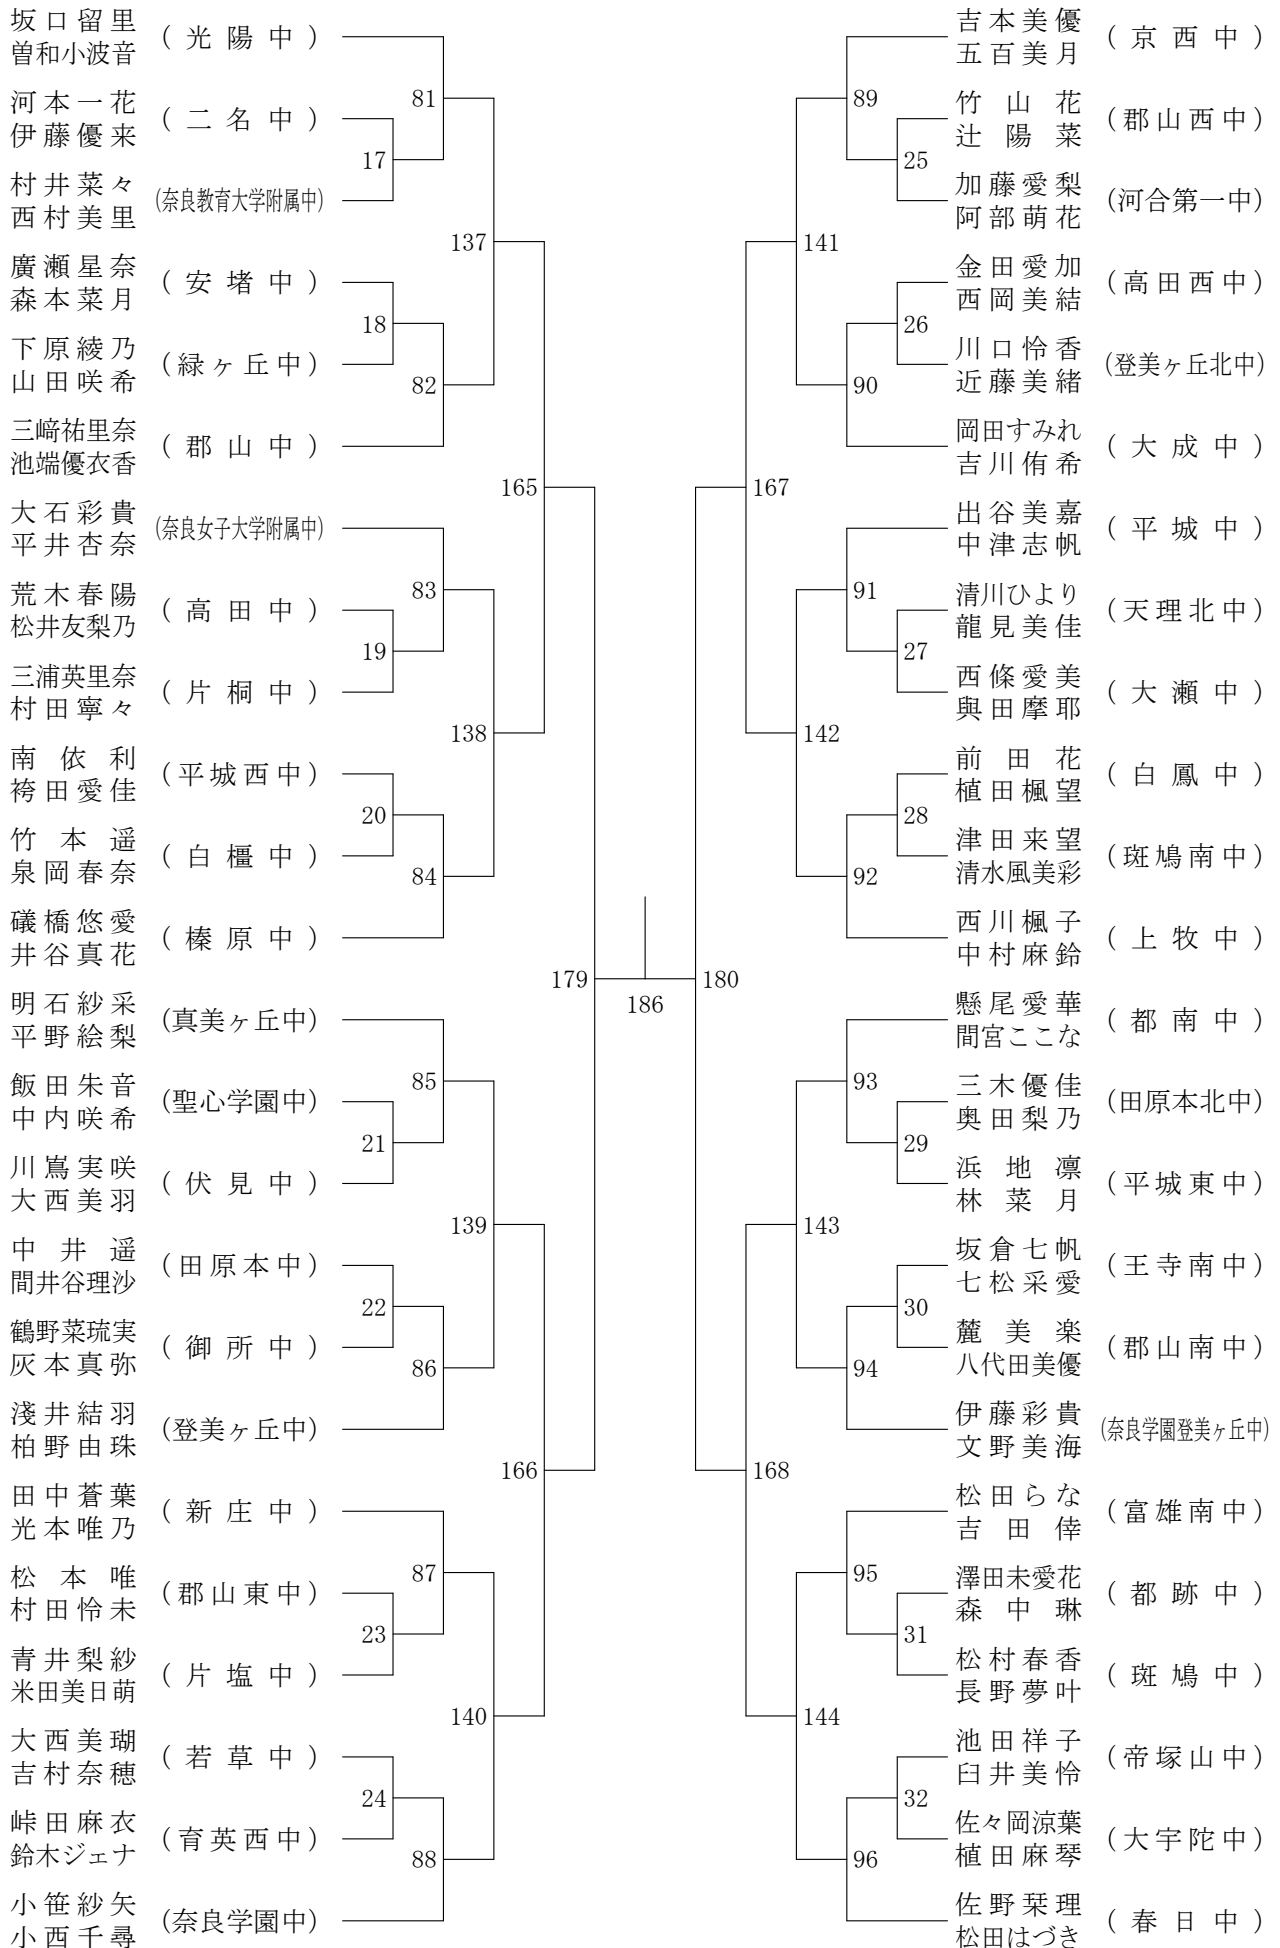 坂口留里
曽和小波音
(光陽中)
河本一花
伊藤優来
(二名中)
村井菜々
西村美里
(奈良教育大学附属中)
廣瀬星奈
森本菜月
(安堵中)
下原綾乃
山田咲希
(緑ヶ丘中)
三﨑祐里奈
池端優衣香
(郡山中)
大石彩貴
平井杏奈
(奈良女子大学附属中)
荒木春陽
松井友梨乃
(高田中)
三浦英里奈
村田寧々
(片桐中)
南依利
袴田愛佳
(平城西中)
竹本遥
泉岡春奈
(白橿中)
礒橋悠愛
井谷真花
(榛原中)
明石紗采
平野絵梨
(真美ヶ丘中)
飯田朱音
中内咲希
(聖心学園中)
川嶌実咲
大西美羽
(伏見中)
中井遥
間井谷理沙
(田原本中)
鶴野菜琉実
灰本真弥
(御所中)
淺井結羽
柏野由珠
(登美ヶ丘中)
田中蒼葉
光本唯乃
(新庄中)
松本唯
村田怜未
(郡山東中)
青井梨紗
米田美日萌
(片塩中)
大西美瑚
吉村奈穂
(若草中)
峠田麻衣
鈴木ジェナ
(育英西中)
小笹紗矢
小西千尋
(奈良学園中)
81
17
137
18
82
165
83
19
138
20
84
179
85
21
139
22
86
166
87
23
140
24
88
186
180
89
25
141
26
90
167
91
27
142
28
92
93
29
143
30
94
168
95
31
144
32
96
吉本美優
五百美月
(京西中)
竹山花
辻陽菜
(郡山西中)
加藤愛梨
阿部萌花
(河合第一中)
金田愛加
西岡美結
(高田西中)
川口怜香
近藤美緒
(登美ヶ丘北中)
岡田すみれ
吉川侑希
(大成中)
出谷美嘉
中津志帆
(平城中)
清川ひより
龍見美佳
(天理北中)
西條愛美
與田摩耶
(大瀬中)
前田花
植田楓望
(白鳳中)
津田来望
清水風美彩
(斑鳩南中)
西川楓子
中村麻鈴
(上牧中)
懸尾愛華
間宮ここな
(都南中)
三木優佳
奥田梨乃
(田原本北中)
浜地凛
林菜月
(平城東中)
坂倉七帆
七松采愛
(王寺南中)
麓美楽
八代田美優
(郡山南中)
伊藤彩貴
文野美海
(奈良学園登美ヶ丘中)
松田らな
吉田倖
(富雄南中)
澤田未愛花
森中琳
(都跡中)
松村春香
長野夢叶
(斑鳩中)
池田祥子
臼井美怜
(帝塚山中)
佐々岡涼葉
植田麻琴
(大宇陀中)
佐野栞理
松田はづき
(春日中)